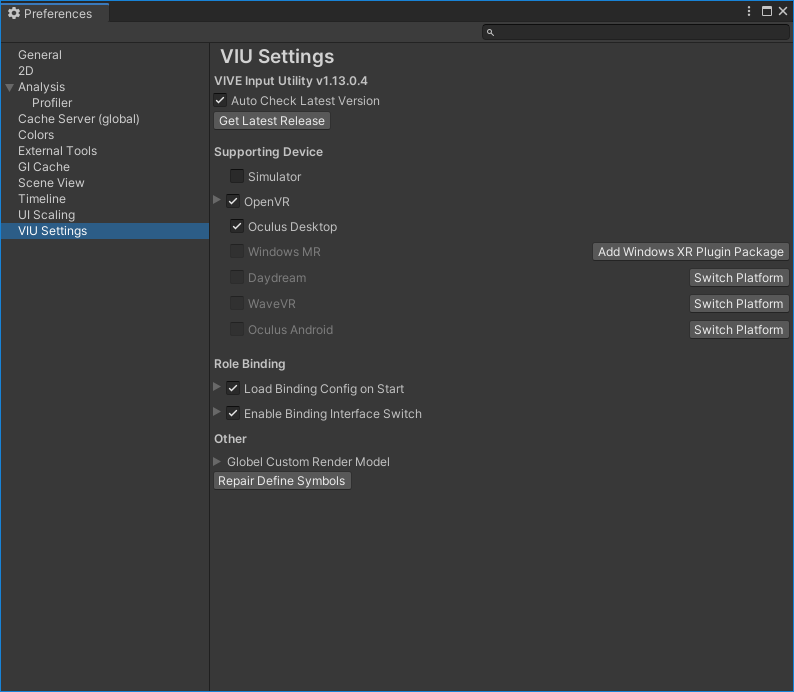 Preferences
General
2D
Analysis
Profiler
Cache Server (global)
Colors
External Tools
GI Cache
Scene View
Timeline
UI Scaling
VIU Settings
VIU Settings
VIVE Input Utility v1.13.0.4
Auto Check Latest Version
Get Latest Release
Supporting Device
Simulator
OpenVR
Oculus Desktop
Windows MR Add Windows XR Plugin Package
Daydream Switch Platform
WaveVR Switch Platform
Oculus Android Switch Platform
Role Binding
Load Binding Config on Start
Enable Binding Interface Switch
Other
Globel Custom Render Model
Repair Define Symbols